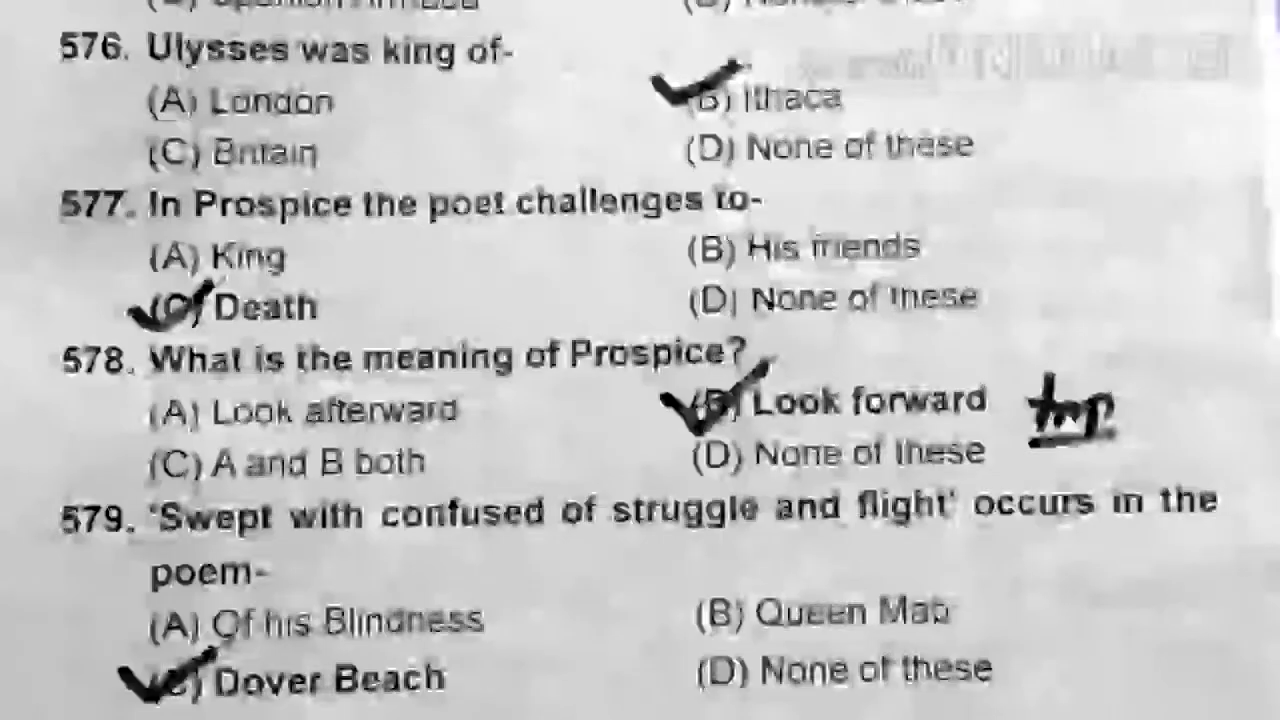 576. Ulysses was king of-
(A) London (B) Ithaca
(C) Britain (D) None of these
577. In Prospice the poet challenges to-
(A) King (B) His friends
(C) Death (D) None of these
578. What is the meaning of Prospice?
(A) Look afterward (B) Look forward Imp.
(C) A and B both (D) None of these
579. 'Swept with confused of struggle and flight' occurs in the
poem-
(A) Of his Blindness (B) Queen Mab
(C) Dover Beach (D) None of these